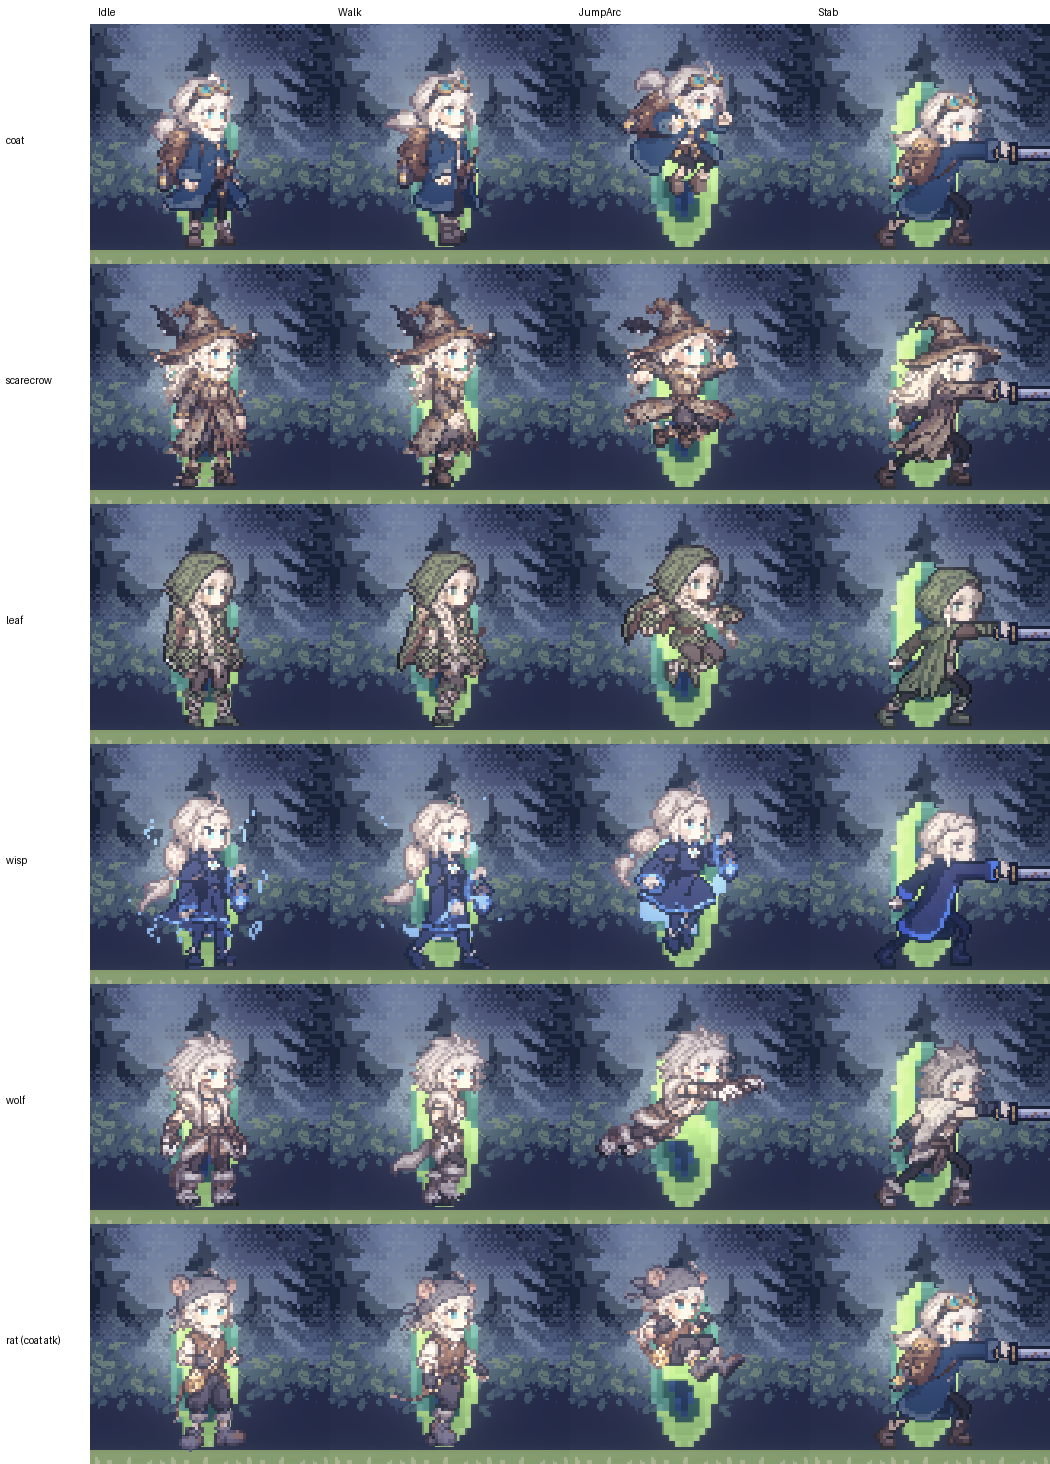 Idle Walk JumpArc Stab
coat
scarecrow
leaf
wisp
wolf
rat (coat atk)